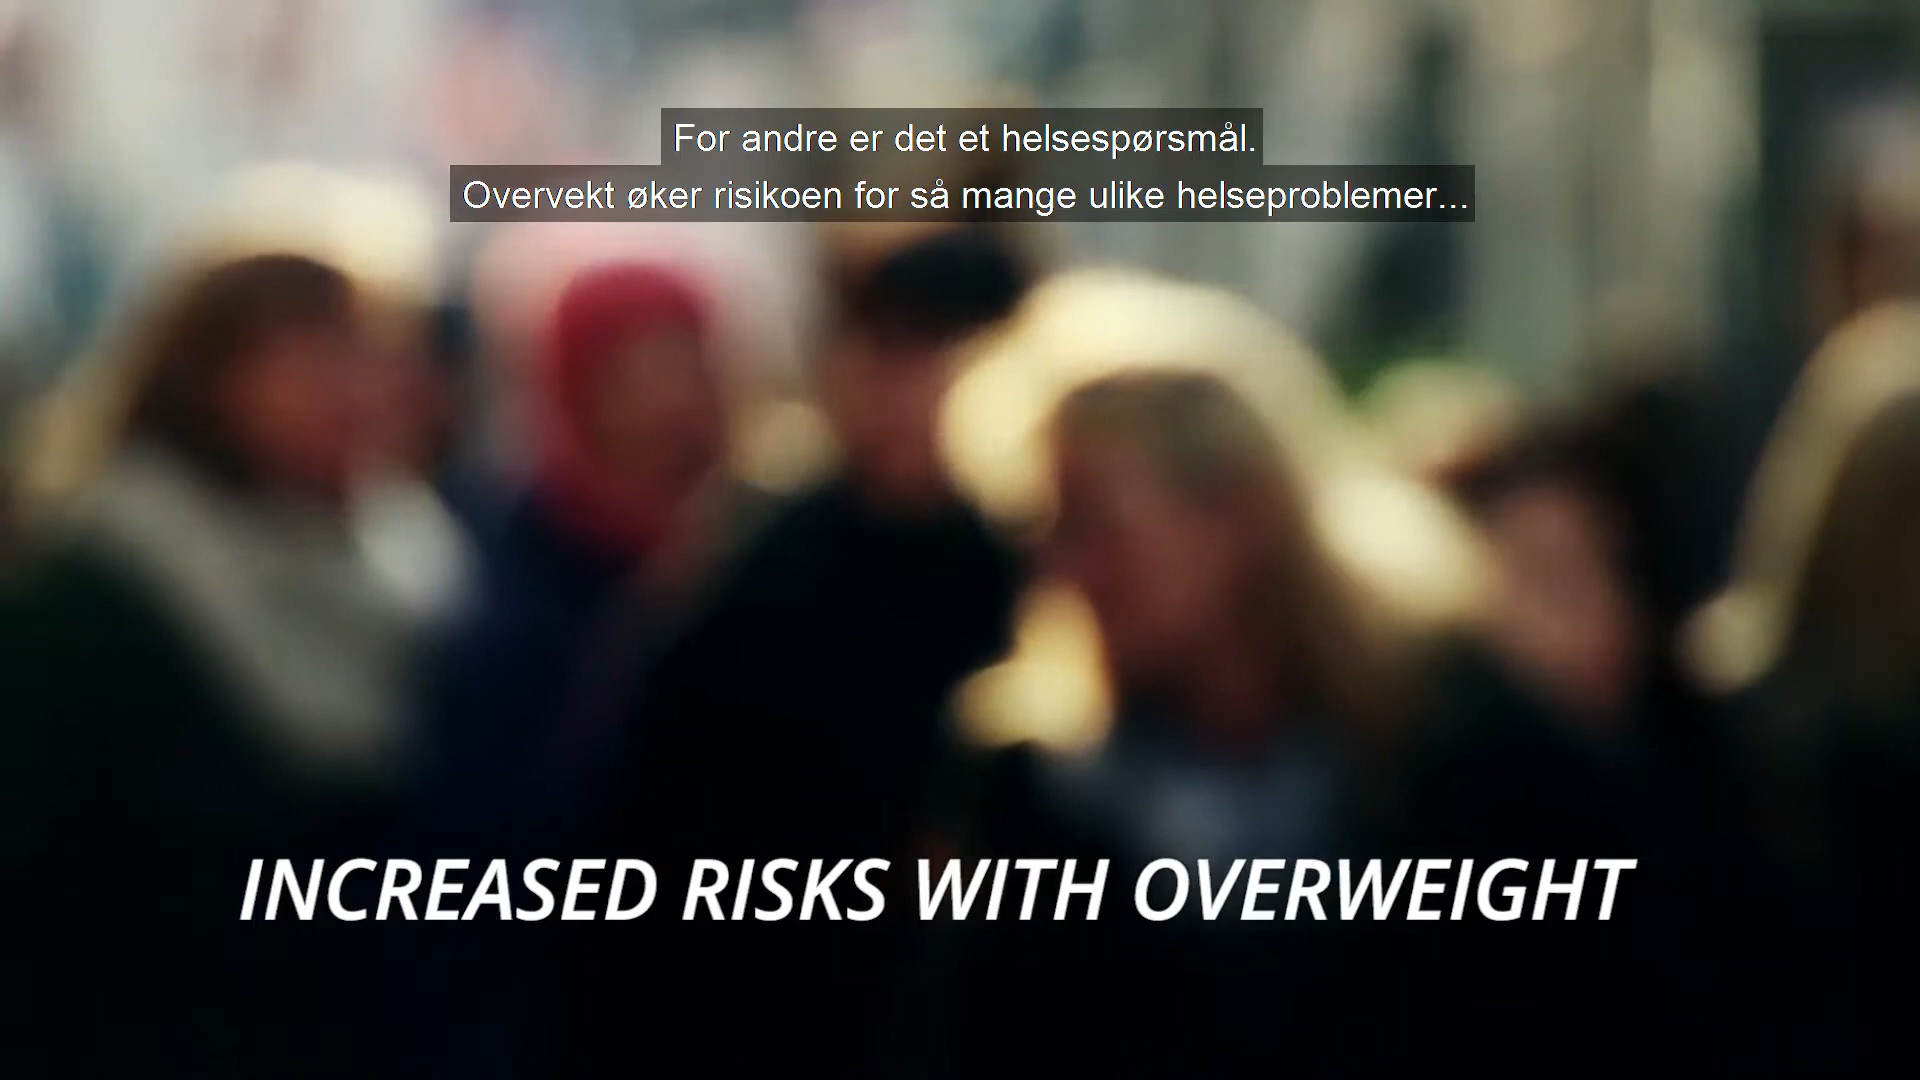 For andre er det et helsespørsmål.
Overvekt øker risikoen for så mange ulike helseproblemer...
INCREASED RISKS WITH OVERWEIGHT